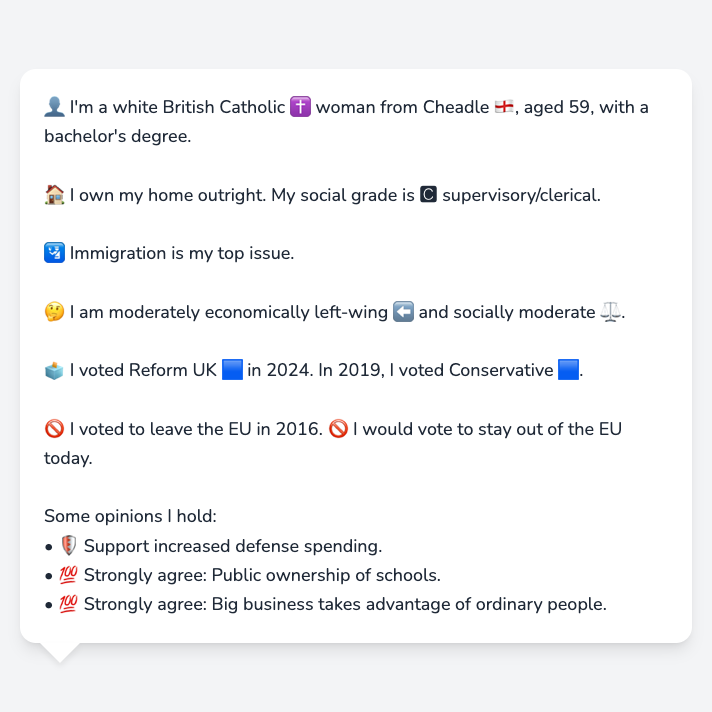 👤 I'm a white British Catholic ✝️ woman from Cheadle 🏴󠁧󠁢󠁥󠁮󠁧󠁿, aged 59, with a
bachelor's degree.
🏠 I own my home outright. My social grade is 🅲 supervisory/clerical.
🛂 Immigration is my top issue.
🤔 I am moderately economically left-wing ⬅️ and socially moderate ⚖️.
🗳️ I voted Reform UK 🟦 in 2024. In 2019, I voted Conservative 🟦.
🚫 I voted to leave the EU in 2016. 🚫 I would vote to stay out of the EU
today.
Some opinions I hold:
• 🛡️ Support increased defense spending.
• 💯 Strongly agree: Public ownership of schools.
• 💯 Strongly agree: Big business takes advantage of ordinary people.